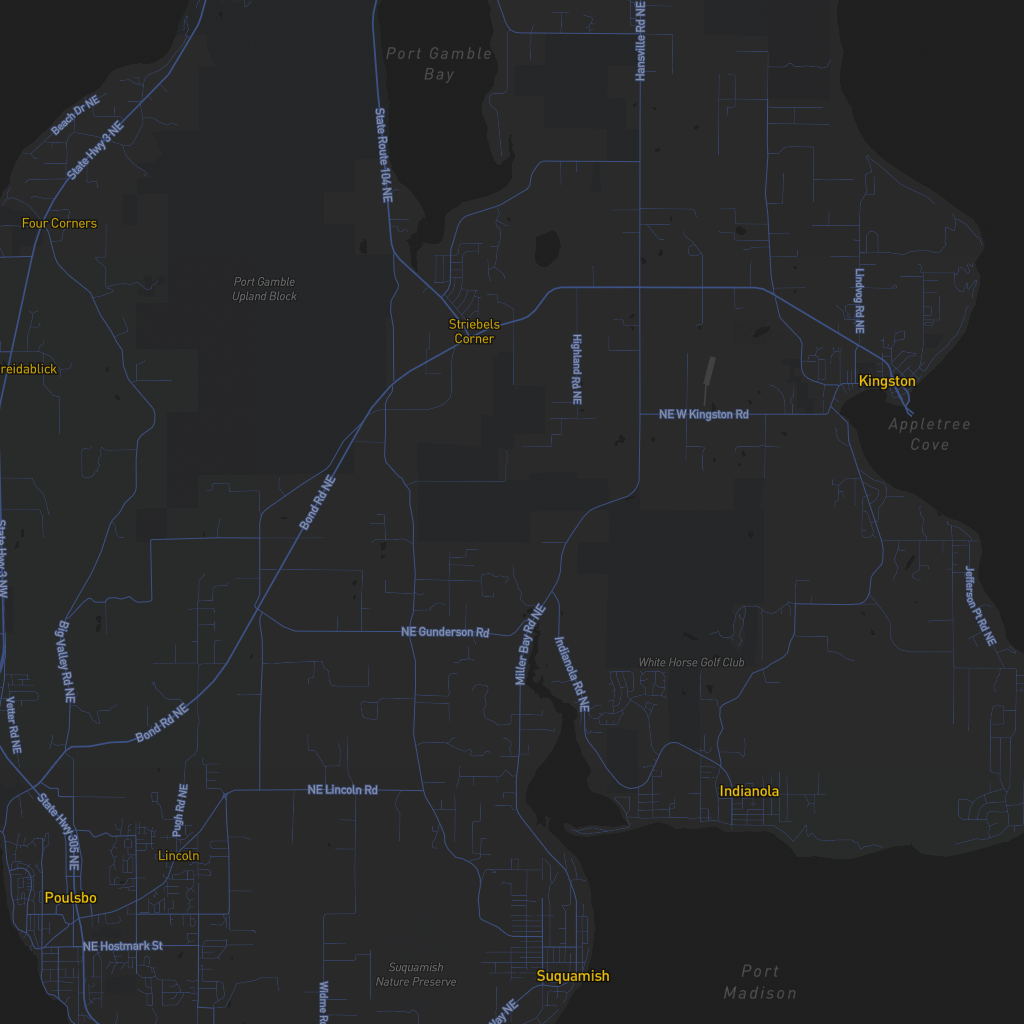 Port Gamble
Bay
Hansville Rd NE
Beach Dr NE
State Hwy 3 NE
State Route 104 NE
Four Corners
Port Gamble
Upland Block
Lindvog Rd NE
Striebels
Corner
Highland Rd NE
reidablick
Kingston
NE W Kingston Rd
Appletree
Cove
Bond Rd NE
State Hwy 3 NW
Jefferson Pt Rd NE
Big Valley Rd NE
NE Gunderson Rd
Miller Bay Rd NE
Indianola Rd NE
White Horse Golf Club
Vetter Rd NE
Bond Rd NE
NE Lincoln Rd
Indianola
Pugh Rd NE
State Hwy 305 NE
Lincoln
Poulsbo
NE Hostmark St
Suquamish
Nature Preserve
Suquamish
Port
Madison
Widme Rd
Way NE